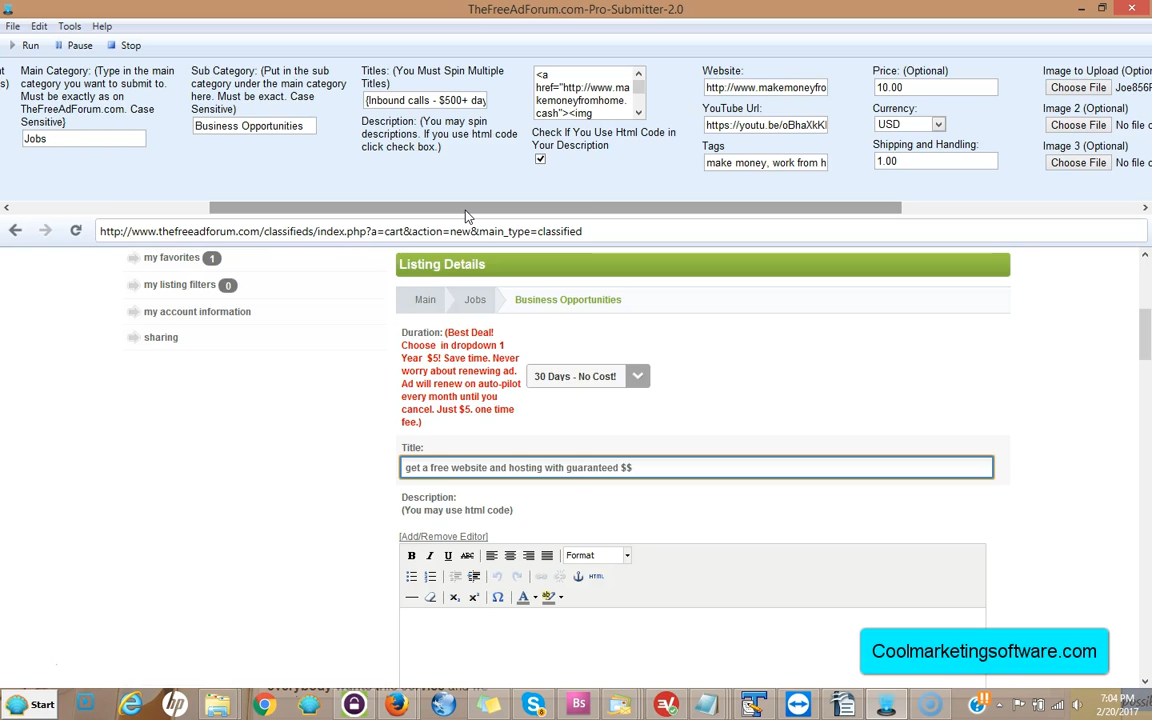 TheFreeAdForum.com-Pro-Submitter-2.0
File Edit Tools Help
Run Pause Stop
Main Category: (Type in the main
category you want to submit to.
Must be exactly as on
TheFreeAdForum.com. Case
Sensitive}
Jobs
Sub Category: (Put in the sub
category under the main category
here. Must be exact. Case
Sensitive)
Business Opportunities
Titles: (You Must Spin Multiple
Titles)
{Inbound calls - $500+ day
Description: (You may spin
descriptions. If you use html code
click check box.)
<a
href="http://www.ma
kemoneyfromhome.
cash"><img
Check If You Use Html Code in
Your Description
Website:
http://www.makemoneyfro
YouTube Url:
https://youtu.be/oBhaXkKl
Tags
make money, work from h
Price: (Optional)
10.00
Currency:
USD
Shipping and Handling:
1.00
Image to Upload (Option
Choose File Joe856F
Image 2 (Optional)
Choose File No file c
Image 3 (Optional)
Choose File No file c
http://www.thefreeadforum.com/classifieds/index.php?a=cart&action=new&main_type=classified
my favorites 1
my listing filters 0
my account information
sharing
Listing Details
Main Jobs Business Opportunities
Duration: (Best Deal!
Choose in dropdown 1
Year $5! Save time. Never
worry about renewing ad.
Ad will renew on auto-pilot
every month until you
cancel. Just $5. one time
fee.)
30 Days - No Cost!
Title:
get a free website and hosting with guaranteed $$
Description:
(You may use html code)
[Add/Remove Editor]
B I U ABC Format
HTML
Coolmarketingsoftware.com
Start
7:04 PM
2/20/2017